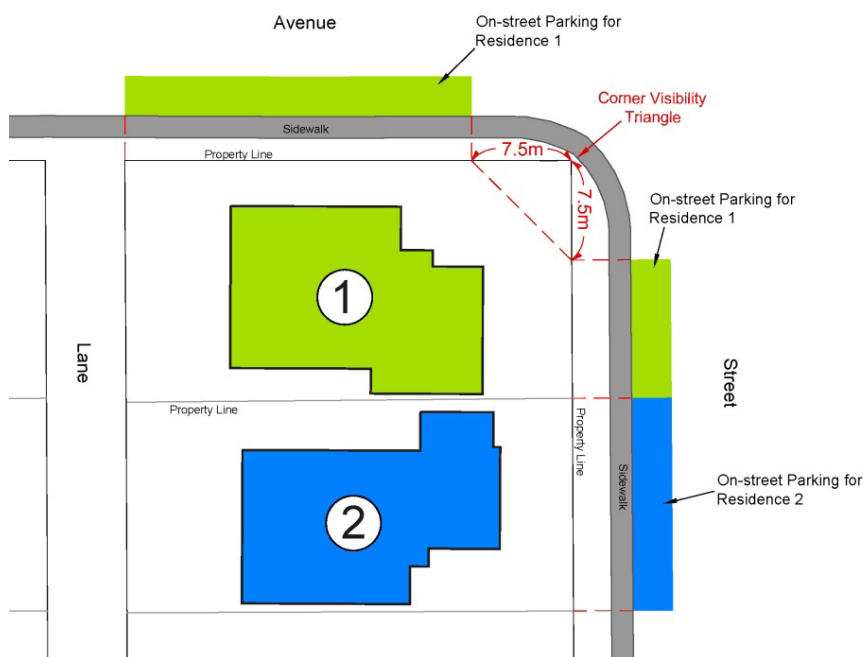 Avenue
On-street Parking for
Residence 1
Corner Visibility
Triangle
Sidewalk
Property Line
7.5m
7.5m
On-street Parking for
Residence 1
1
Lane
Street
Property Line
Property Line
Sidewalk
On-street Parking for
Residence 2
2